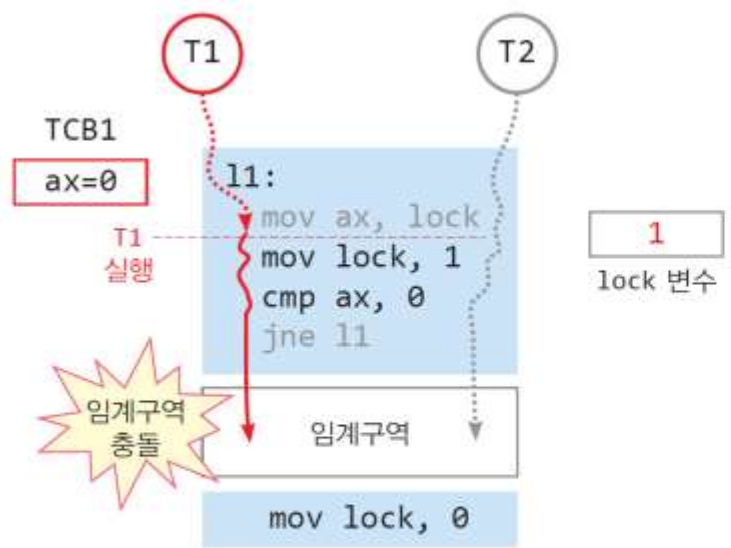 T1
T2
TCB1
ax=0
l1:
mov ax, lock
T1
실행
mov lock, 1
cmp ax, 0
jne l1
1
lock 변수
임계구역
충돌
임계구역
mov lock, 0